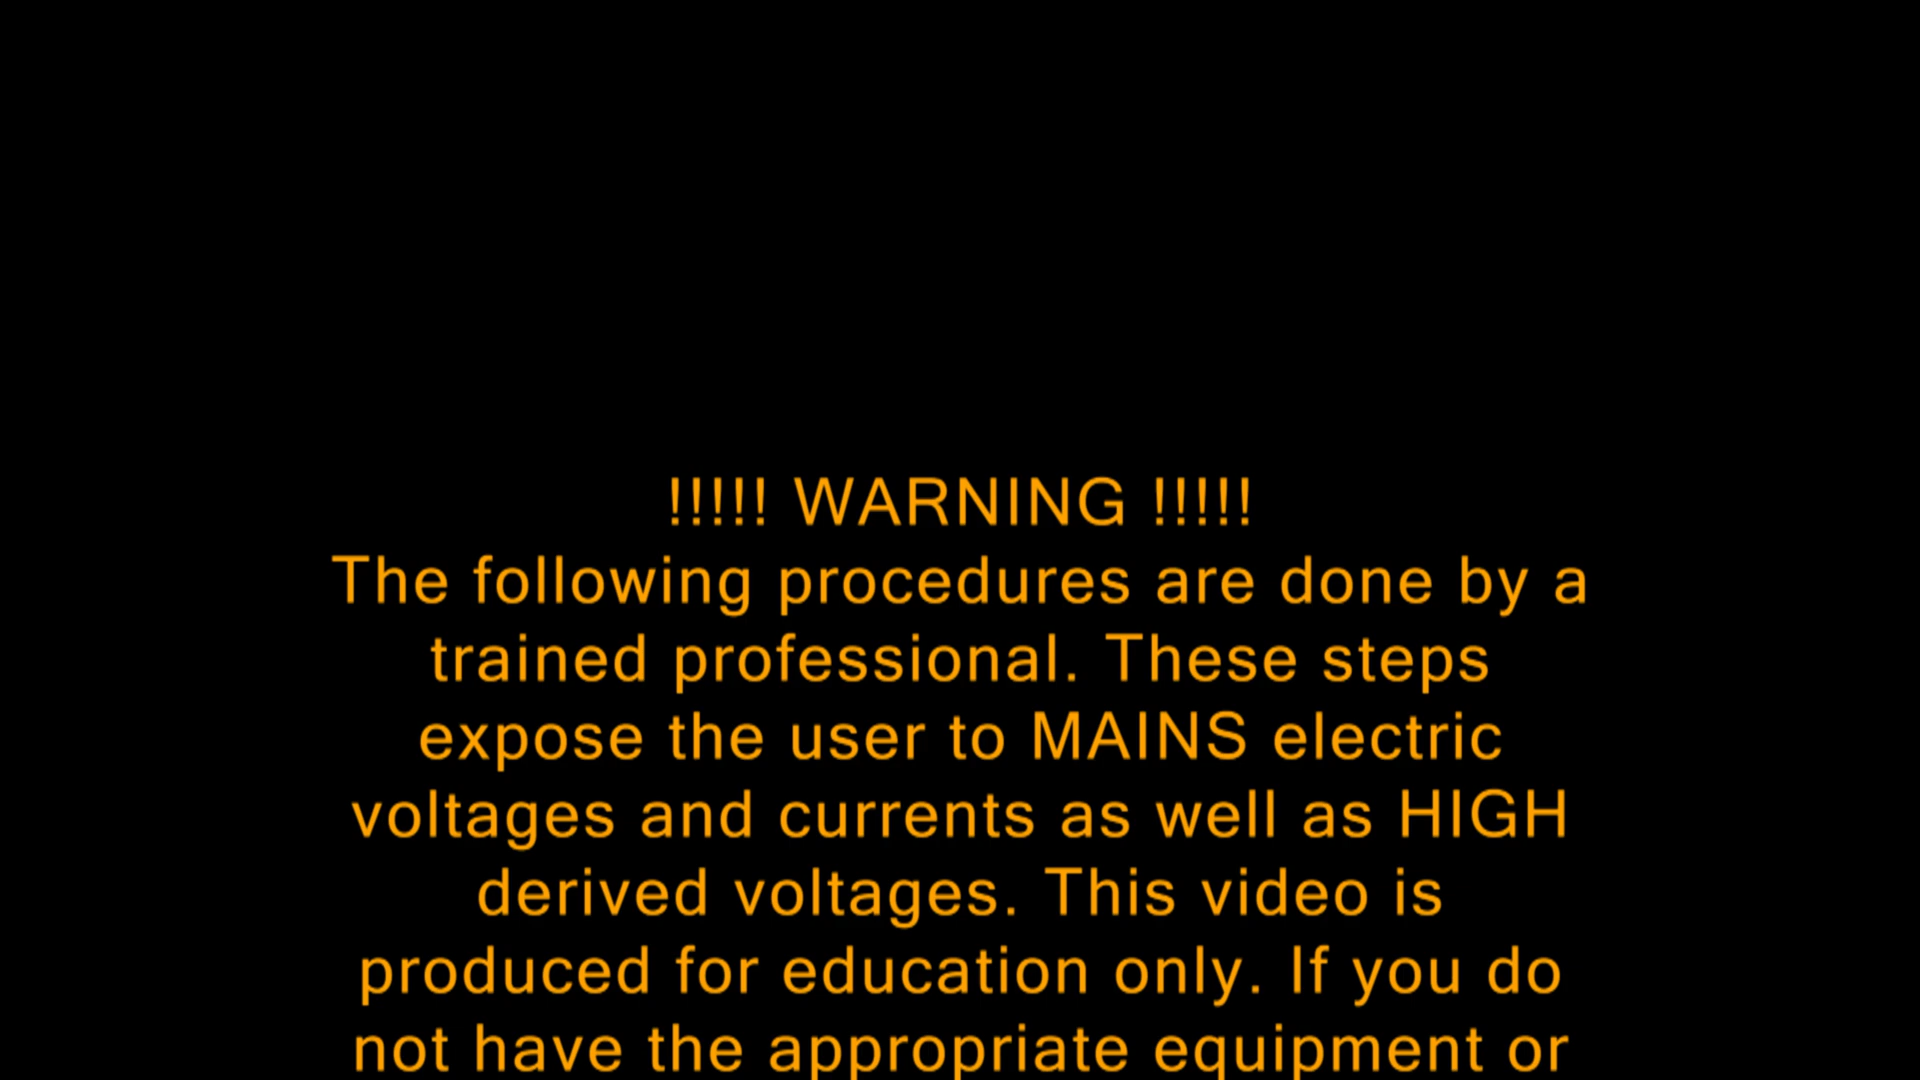 !!!!! WARNING !!!!!
The following procedures are done by a
trained professional. These steps
expose the user to MAINS electric
voltages and currents as well as HIGH
derived voltages. This video is
produced for education only. If you do
not have the appropriate equipment or